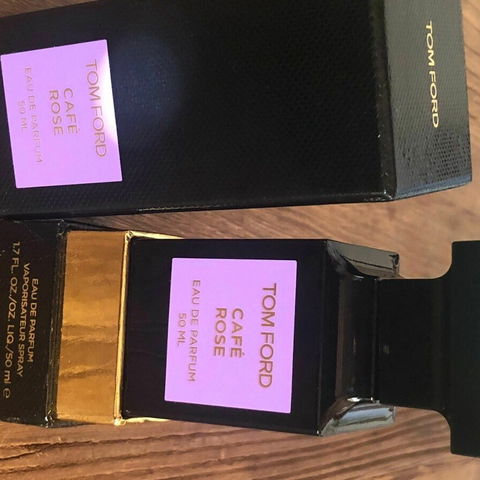 TOM FORD
TOM FORD
CAFÉ
ROSE
EAU DE PARFUM
50 ML
TOM FORD
CAFÉ
ROSE
EAU DE PARFUM
50 ML
EAU DE PARFUM
VAPORISATEUR SPRAY
1.7 FL. OZ./OZ. LIQ./50 ml e